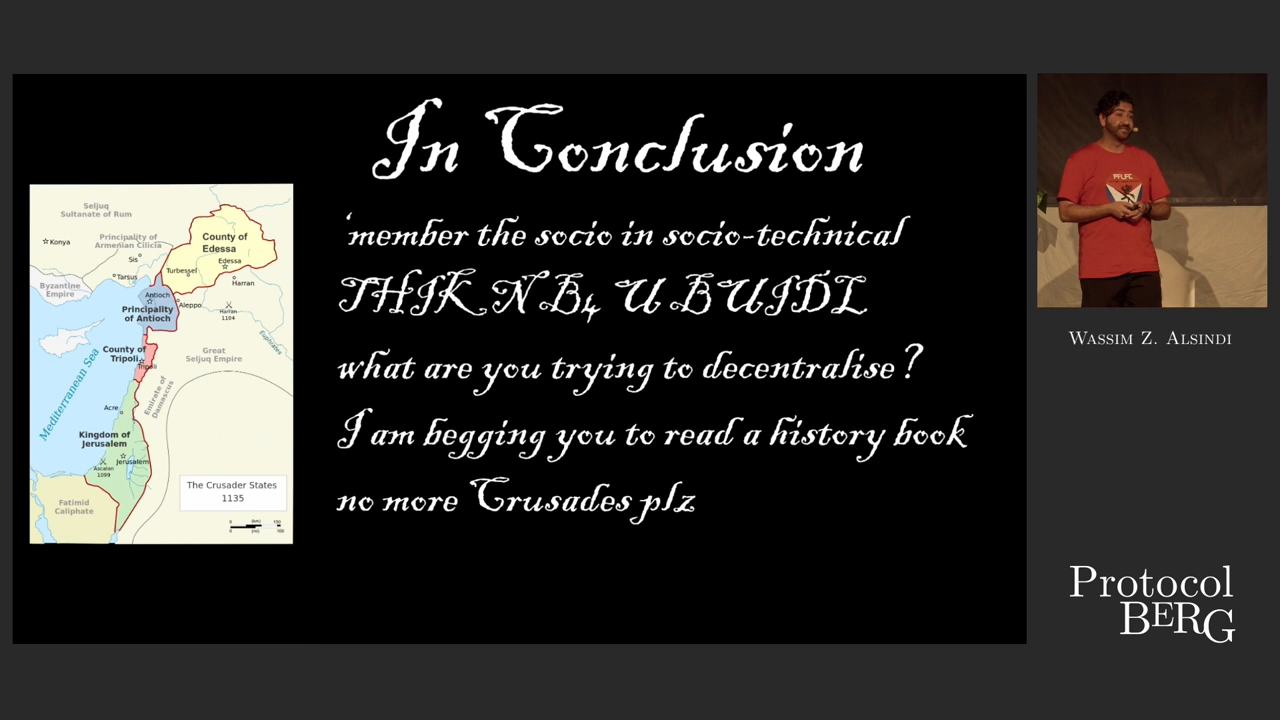 In Conclusion
'member the socio in socio-technical
THIK N B4 U BUIDL
what are you trying to decentralise?
I am begging you to read a history book
no more Crusades plz
Seljuq
Sultanate of Rum
Konya
Principality of
Armenian Cilicia
Sis
Tarsus
Byzantine
Empire
County of
Edessa
Edessa
Turbessel
Harran
Antioch
Aleppo
Principality
of Antioch
Harran
1104
Euphrates
County of
Tripoli
Tripoli
Great
Seljuq Empire
Mediterranean Sea
Emirate of
Damascus
Acre
Kingdom of
Jerusalem
Jerusalem
Ascalon
1099
Fatimid
Caliphate
The Crusader States
1135
Wassim Z. Alsindi
Protocol
BERG